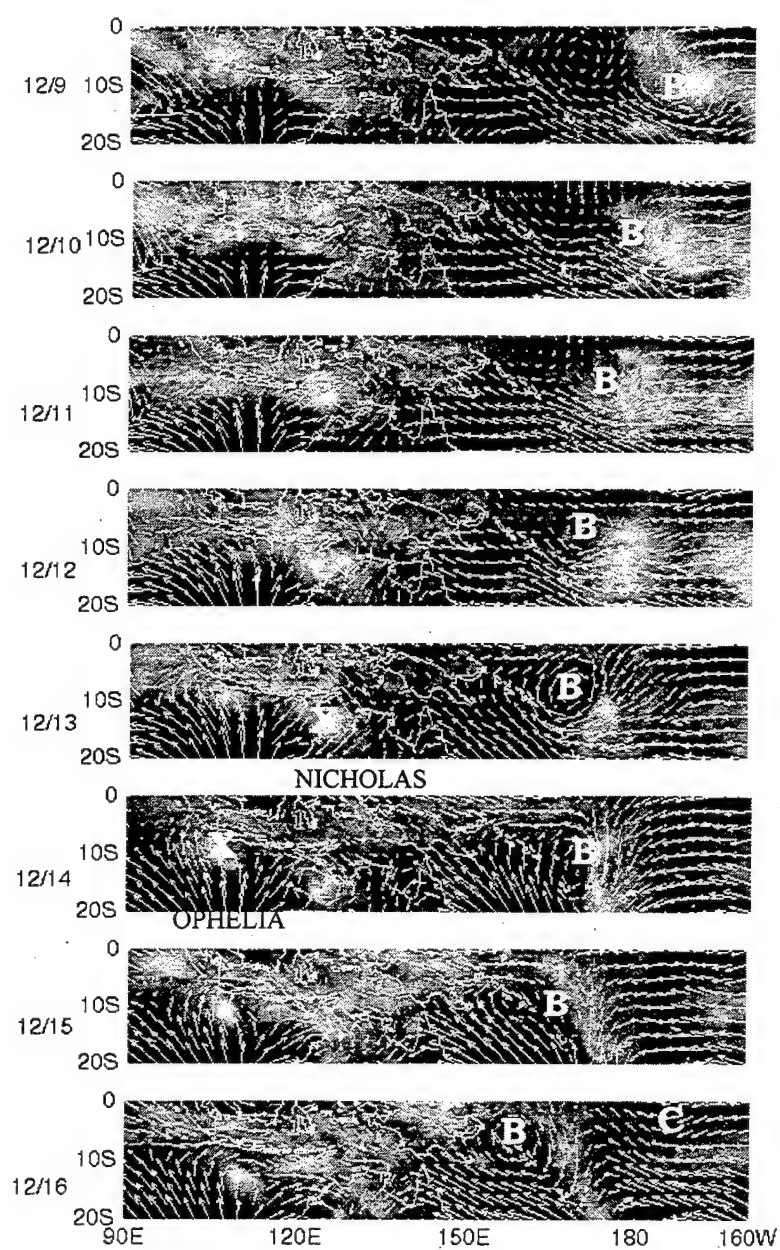 0
B
12/9 10S
20S
0
12/10 10S B
20S
0
B
10S
12/11
20S
0
B
10S
12/12
20S
0
B
10S
12/13 X
20S
NICHOLAS
0
10S X B
12/14
20S
OPHELIA
0
10S B
12/15
20S
0 C
B
10S
12/16
20S
90E 120E 150E 180 160W